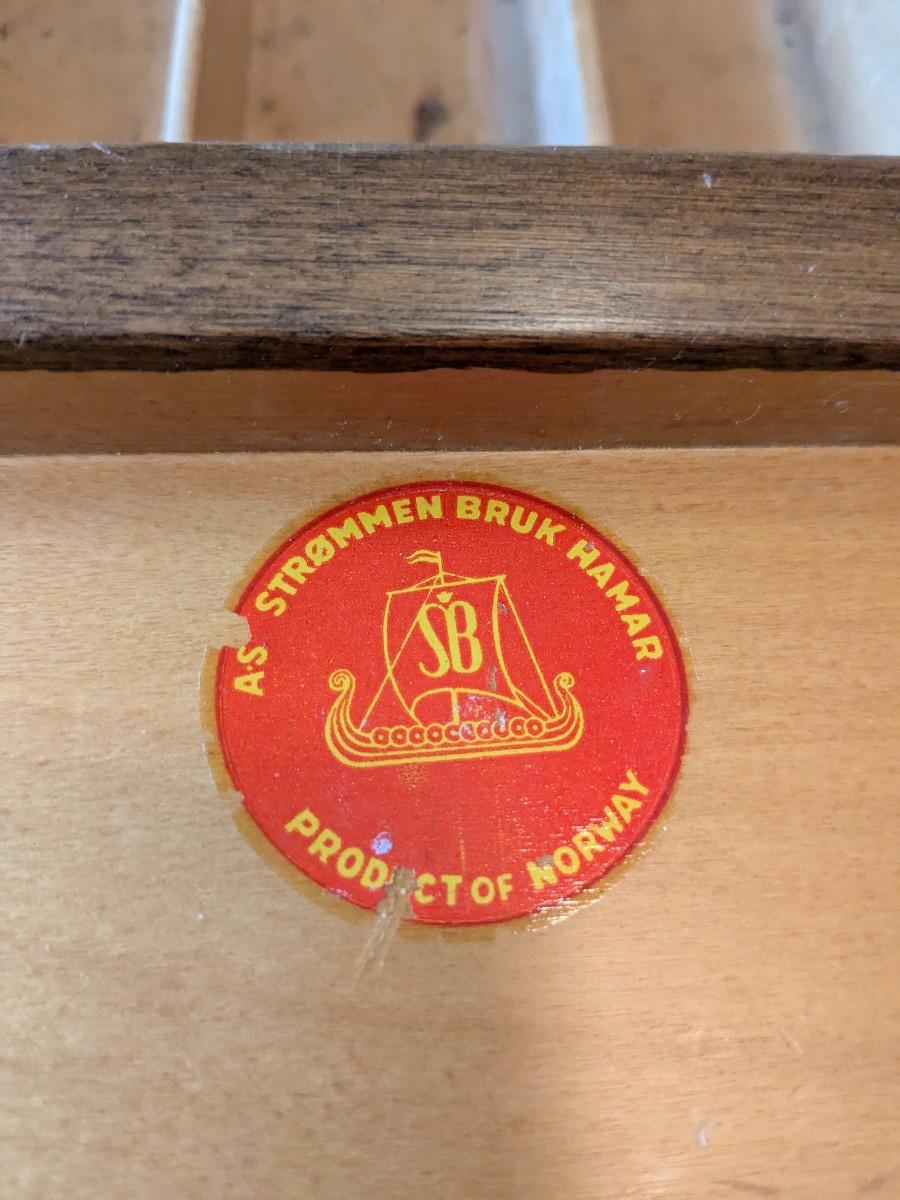 A·S STRØMMEN BRUK HAMAR
SB
PRODUCT OF NORWAY